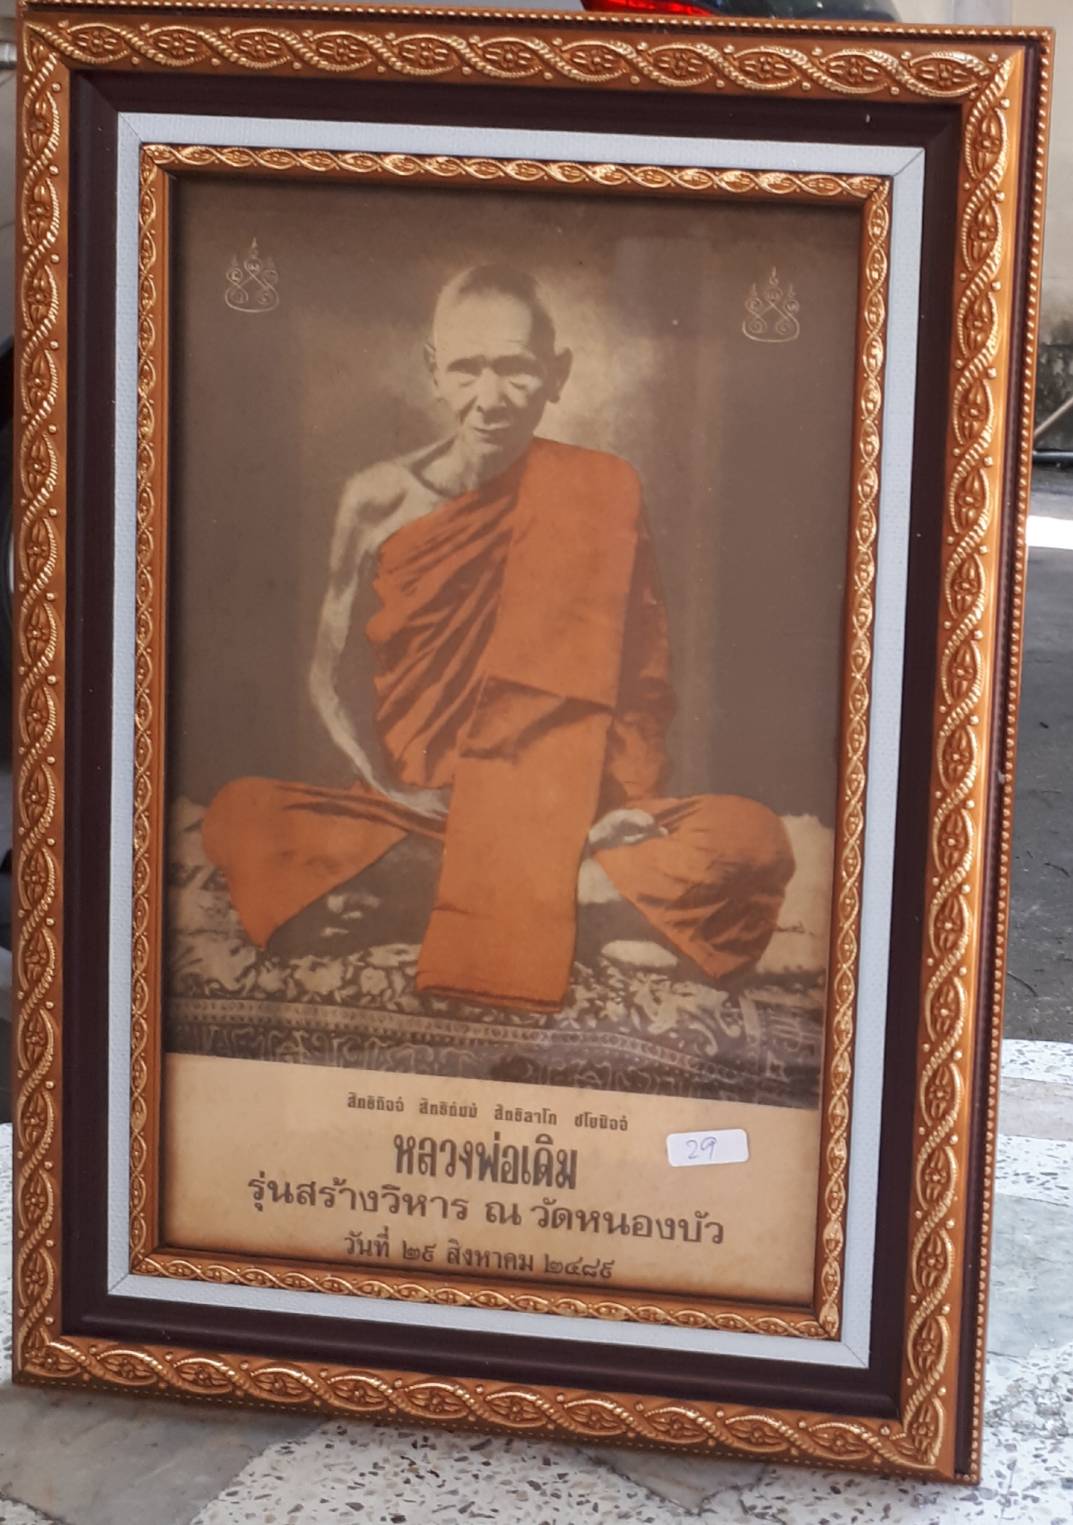 สิทธิกิจจํ สิทธิกัมมํ สิทธิลาโภ ชโยนิจจํ
หลวงพ่อเดิม
29
รุ่นสร้างวิหาร ณ วัดหนองบัว
วันที่ ๒๙ สิงหาคม ๒๔๘๙